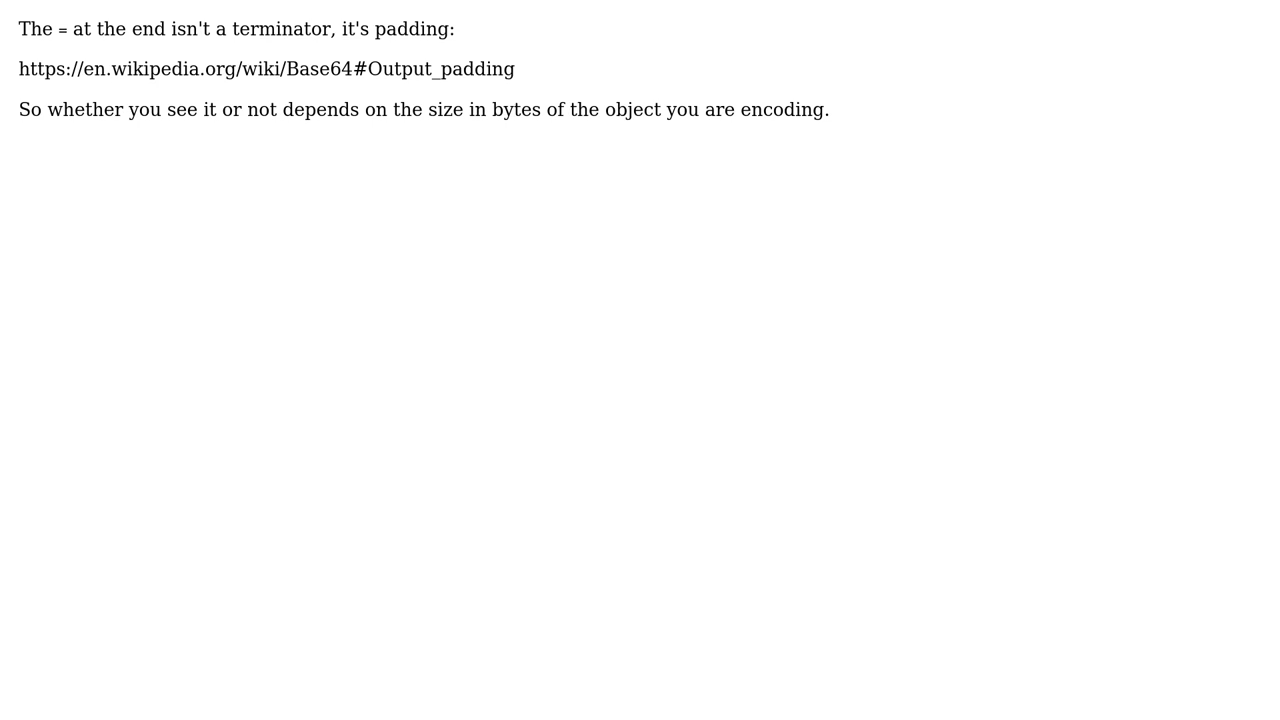 The = at the end isn't a terminator, it's padding:
https://en.wikipedia.org/wiki/Base64#Output_padding
So whether you see it or not depends on the size in bytes of the object you are encoding.